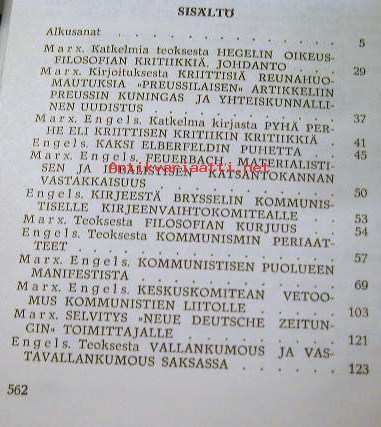 SISÄLTÖ
Alkusanat . . . . . . . . . . . . 5
Marx. Katkelmia teoksesta HEGELIN OIKEUS-
FILOSOFIAN KRITIIKKIÄ. JOHDANTO . . . . 29
Marx. Kirjoituksesta KRIITTISIÄ REUNAHUO-
MAUTUKSIA »PREUSSILAISEN» ARTIKKELIIN
PREUSSIN KUNINGAS JA YHTEISKUNNALLI-
NEN UUDISTUS . . . . . . . . . . 37
Marx. Engels. Katkelma kirjasta PYHÄ PER-
HE ELI KRIITTISEN KRITIIKIN KRITIIKKIÄ . 41
Engels. KAKSI ELBERFELDIN PUHETTA . . . 45
Marx. Engels. FEUERBACH. MATERIALISTI-
SEN JA IDEALISTISEN KATSANTOKANNAN
VASTAKKAISUUS . . . . . . . . . . 50
Antikvariaatti.net
Engels. KIRJEESTÄ BRYSSELIN KOMMUNIS-
TISELLE KIRJEENVAIHTOKOMITEALLE . . . 53
Marx. Teoksesta FILOSOFIAN KURJUUS . . . 54
Engels. Teoksesta KOMMUNISMIN PERIAAT-
TEET . . . . . . . . . . . . . 57
Marx. Engels. KOMMUNISTISEN PUOLUEEN
MANIFESTISTA . . . . . . . . . . 69
Marx. Engels. KESKUSKOMITEAN VETOO-
MUS KOMMUNISTIEN LIITOLLE . . . . . 103
Marx. SELVITYS »NEUE DEUTSCHE ZEITUN-
GIN» TOIMITTAJALLE . . . . . . . . 121
Engels. Teoksesta VALLANKUMOUS JA VAS-
TAVALLANKUMOUS SAKSASSA . . . . . . 123
562